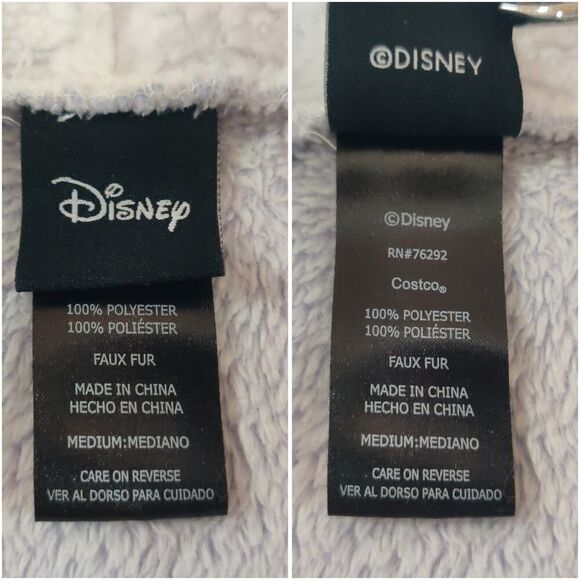 Disney
100% POLYESTER
100% POLIÉSTER
FAUX FUR
MADE IN CHINA
HECHO EN CHINA
MEDIUM:MEDIANO
CARE ON REVERSE
VER AL DORSO PARA CUIDADO
©DISNEY
©Disney
RN#76292
Costco®
100% POLYESTER
100% POLIÉSTER
FAUX FUR
MADE IN CHINA
HECHO EN CHINA
MEDIUM:MEDIANO
CARE ON REVERSE
VER AL DORSO PARA CUIDADO